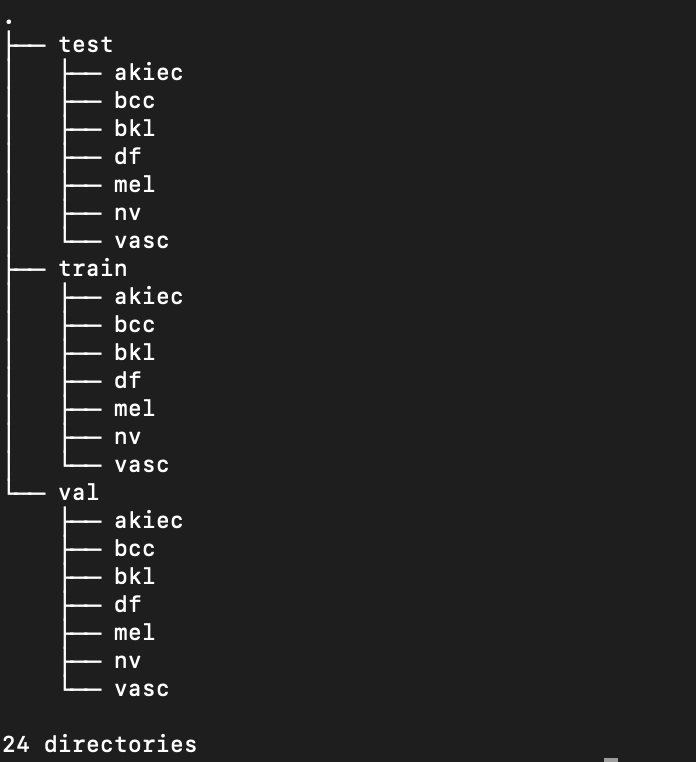 .
├── test
│   ├── akiec
│   ├── bcc
│   ├── bkl
│   ├── df
│   ├── mel
│   ├── nv
│   └── vasc
├── train
│   ├── akiec
│   ├── bcc
│   ├── bkl
│   ├── df
│   ├── mel
│   ├── nv
│   └── vasc
└── val
    ├── akiec
    ├── bcc
    ├── bkl
    ├── df
    ├── mel
    ├── nv
    └── vasc

24 directories